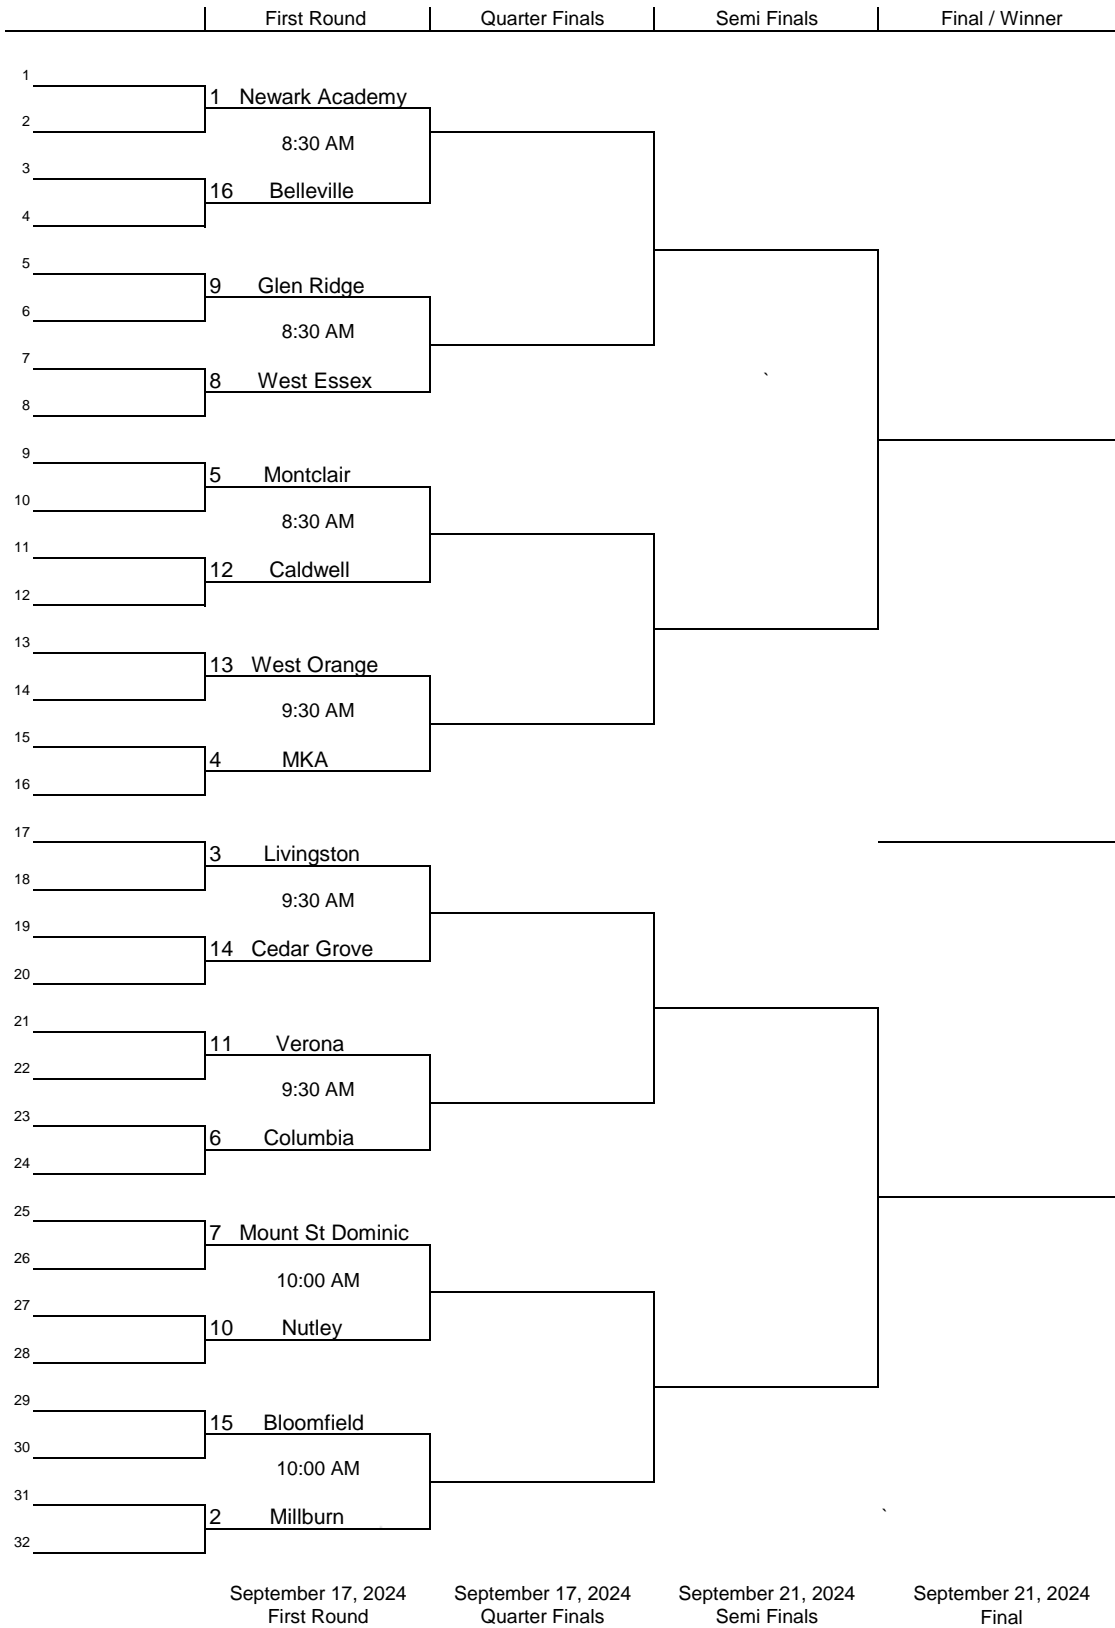 First Round Quarter Finals Semi Finals Final / Winner
1
1 Newark Academy
2
8:30 AM
3
16 Belleville
4
5
9 Glen Ridge
6
8:30 AM
7
8 West Essex
`
8
9
5 Montclair
10
8:30 AM
11
12 Caldwell
12
13
13 West Orange
14
9:30 AM
15
4 MKA
16
17
3 Livingston
18
9:30 AM
19
14 Cedar Grove
20
21
11 Verona
22
9:30 AM
23
6 Columbia
24
25
7 Mount St Dominic
26
10:00 AM
27
10 Nutley
28
29
15 Bloomfield
30
10:00 AM
31
2 Millburn
`
32
September 17, 2024 September 17, 2024 September 21, 2024 September 21, 2024
First Round Quarter Finals Semi Finals Final